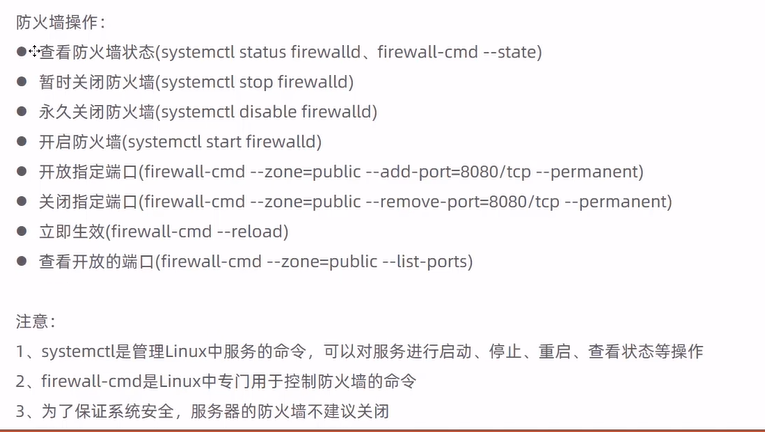 防火墙操作：
● 查看防火墙状态(systemctl status firewalld、firewall-cmd --state)
● 暂时关闭防火墙(systemctl stop firewalld)
● 永久关闭防火墙(systemctl disable firewalld)
● 开启防火墙(systemctl start firewalld)
● 开放指定端口(firewall-cmd --zone=public --add-port=8080/tcp --permanent)
● 关闭指定端口(firewall-cmd --zone=public --remove-port=8080/tcp --permanent)
● 立即生效(firewall-cmd --reload)
● 查看开放的端口(firewall-cmd --zone=public --list-ports)
注意：
1、systemctl是管理Linux中服务的命令，可以对服务进行启动、停止、重启、查看状态等操作
2、firewall-cmd是Linux中专门用于控制防火墙的命令
3、为了保证系统安全，服务器的防火墙不建议关闭